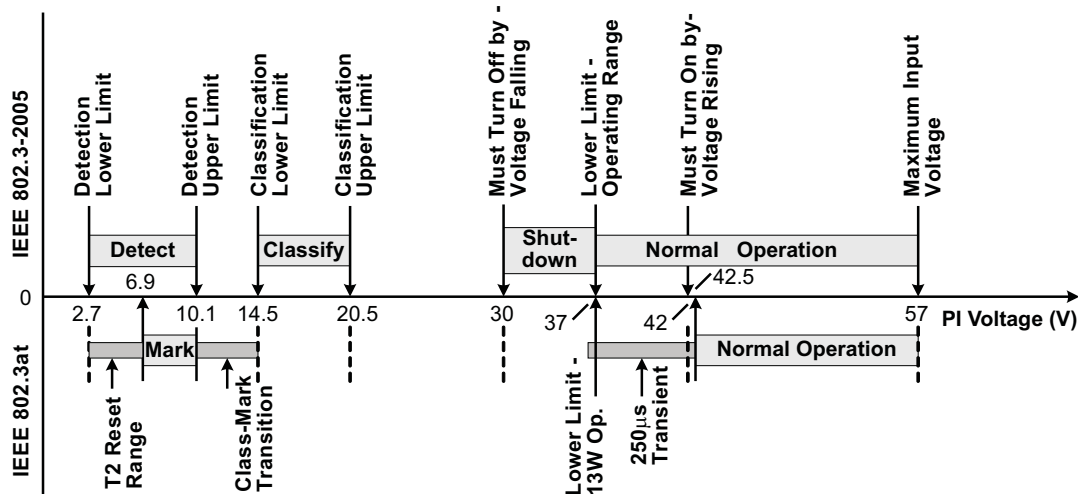 IEEE 802.3-2005
Detection
Lower Limit
Detection
Upper Limit
Classification
Lower Limit
Classification
Upper Limit
Must Turn Off by -
Voltage Falling
Lower Limit -
Operating Range
Must Turn On by-
Voltage Rising
Maximum Input
Voltage
Detect
Classify
Shut-
down
Normal Operation
6.9
42.5
0
2.7
10.1
14.5
20.5
30
37
42
57
PI Voltage (V)
IEEE 802.3at
Mark
Normal Operation
T2 Reset
Range
Class-Mark
Transition
Lower Limit -
13W Op.
250μs
Transient